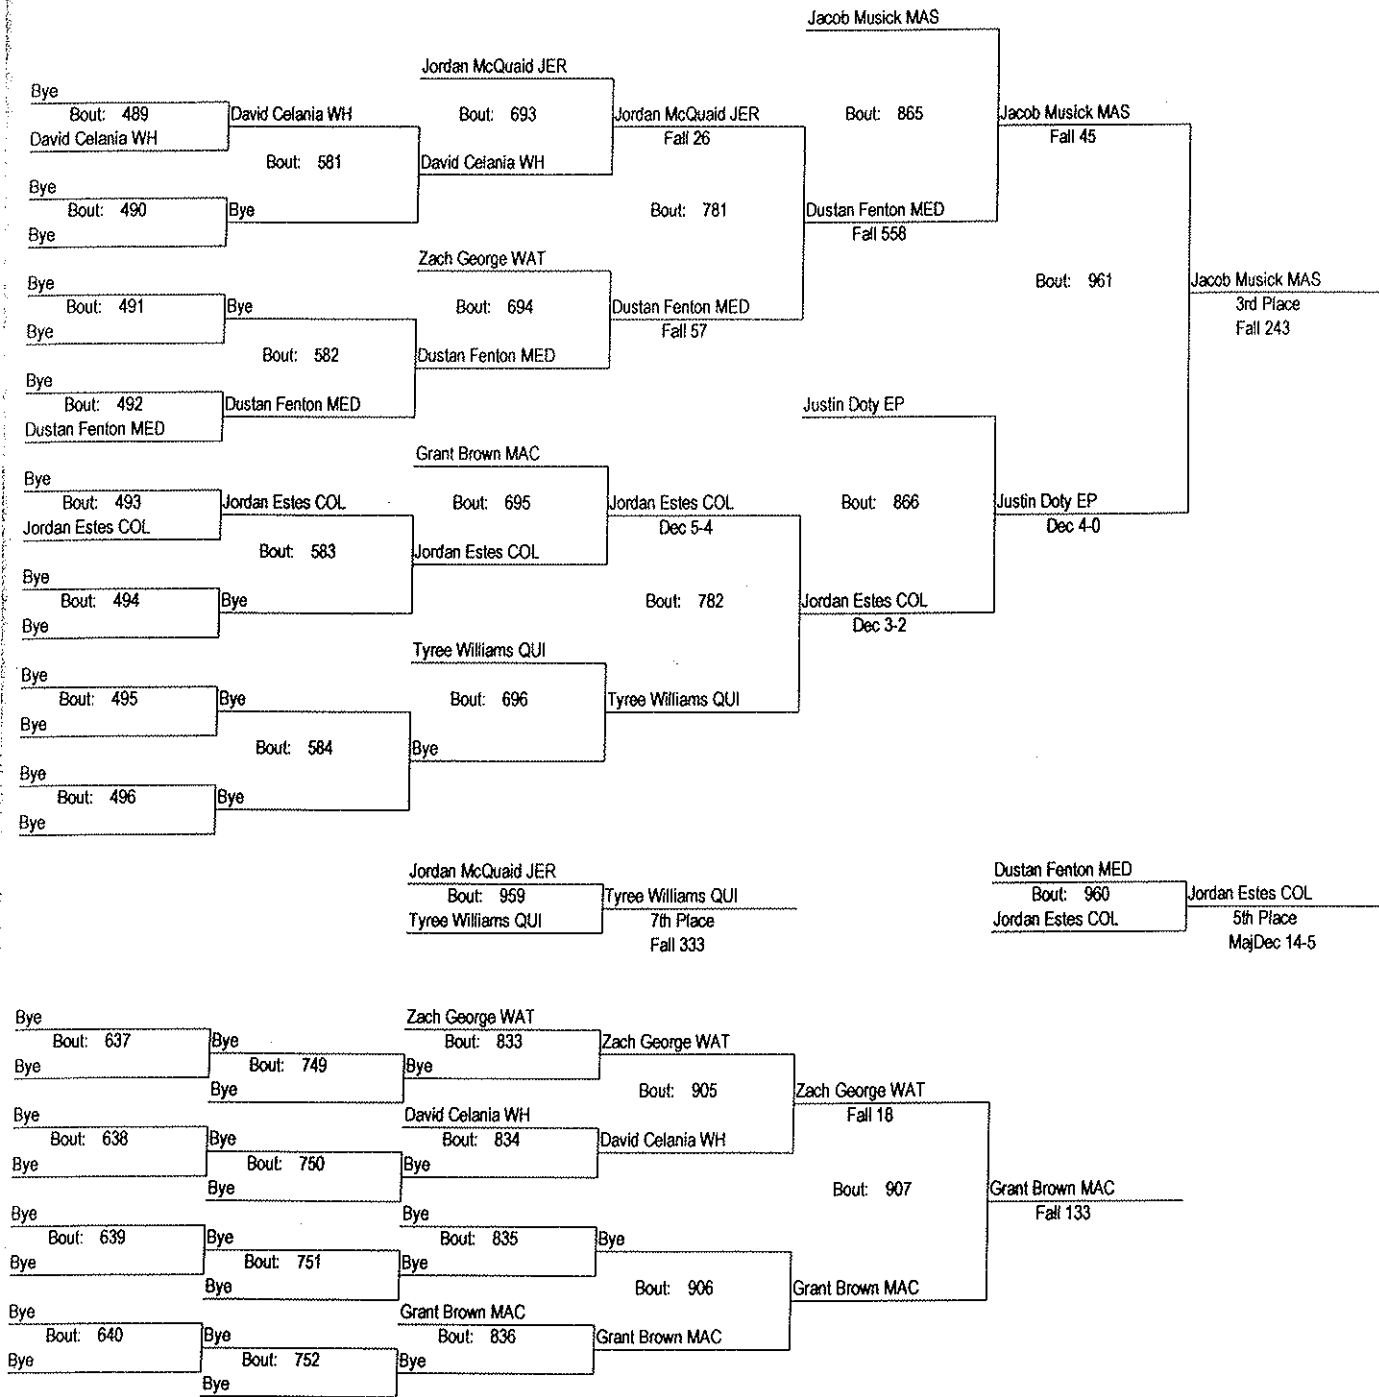 Jacob Musick MAS
Jordan McQuaid JER
Bye
Bout: 489
David Celania WH
David Celania WH
Bout: 693
Jordan McQuaid JER
Fall 26
Bout: 865
Jacob Musick MAS
Fall 45
Bout: 581
David Celania WH
Bye
Bout: 490
Bye
Bye
Bout: 781
Dustan Fenton MED
Fall 558
Zach George WAT
Bye
Bout: 491
Bye
Bye
Bout: 694
Dustan Fenton MED
Fall 57
Bout: 961
Jacob Musick MAS
3rd Place
Fall 243
Bout: 582
Dustan Fenton MED
Bye
Bout: 492
Dustan Fenton MED
Dustan Fenton MED
Justin Doty EP
Grant Brown MAC
Bye
Bout: 493
Jordan Estes COL
Jordan Estes COL
Bout: 695
Jordan Estes COL
Dec 5-4
Bout: 866
Justin Doty EP
Dec 4-0
Bout: 583
Jordan Estes COL
Bye
Bout: 494
Bye
Bye
Bout: 782
Jordan Estes COL
Dec 3-2
Tyree Williams QUI
Bye
Bout: 495
Bye
Bye
Bout: 696
Tyree Williams QUI
Bout: 584
Bye
Bye
Bout: 496
Bye
Bye
Jordan McQuaid JER
Bout: 959
Tyree Williams QUI
Tyree Williams QUI
7th Place
Fall 333
Dustan Fenton MED
Bout: 960
Jordan Estes COL
Jordan Estes COL
5th Place
MajDec 14-5
Bye
Bout: 637
Bye
Bye
Bout: 749
Bye
Zach George WAT
Bout: 833
Bye
Zach George WAT
Bout: 905
Zach George WAT
Fall 18
Bye
Bout: 638
Bye
Bye
Bout: 750
Bye
David Celania WH
Bout: 834
Bye
David Celania WH
Bout: 907
Grant Brown MAC
Fall 133
Bye
Bout: 639
Bye
Bye
Bout: 751
Bye
Bye
Bout: 835
Bye
Bye
Bout: 906
Grant Brown MAC
Bye
Bout: 640
Bye
Bye
Bout: 752
Bye
Grant Brown MAC
Bout: 836
Bye
Grant Brown MAC